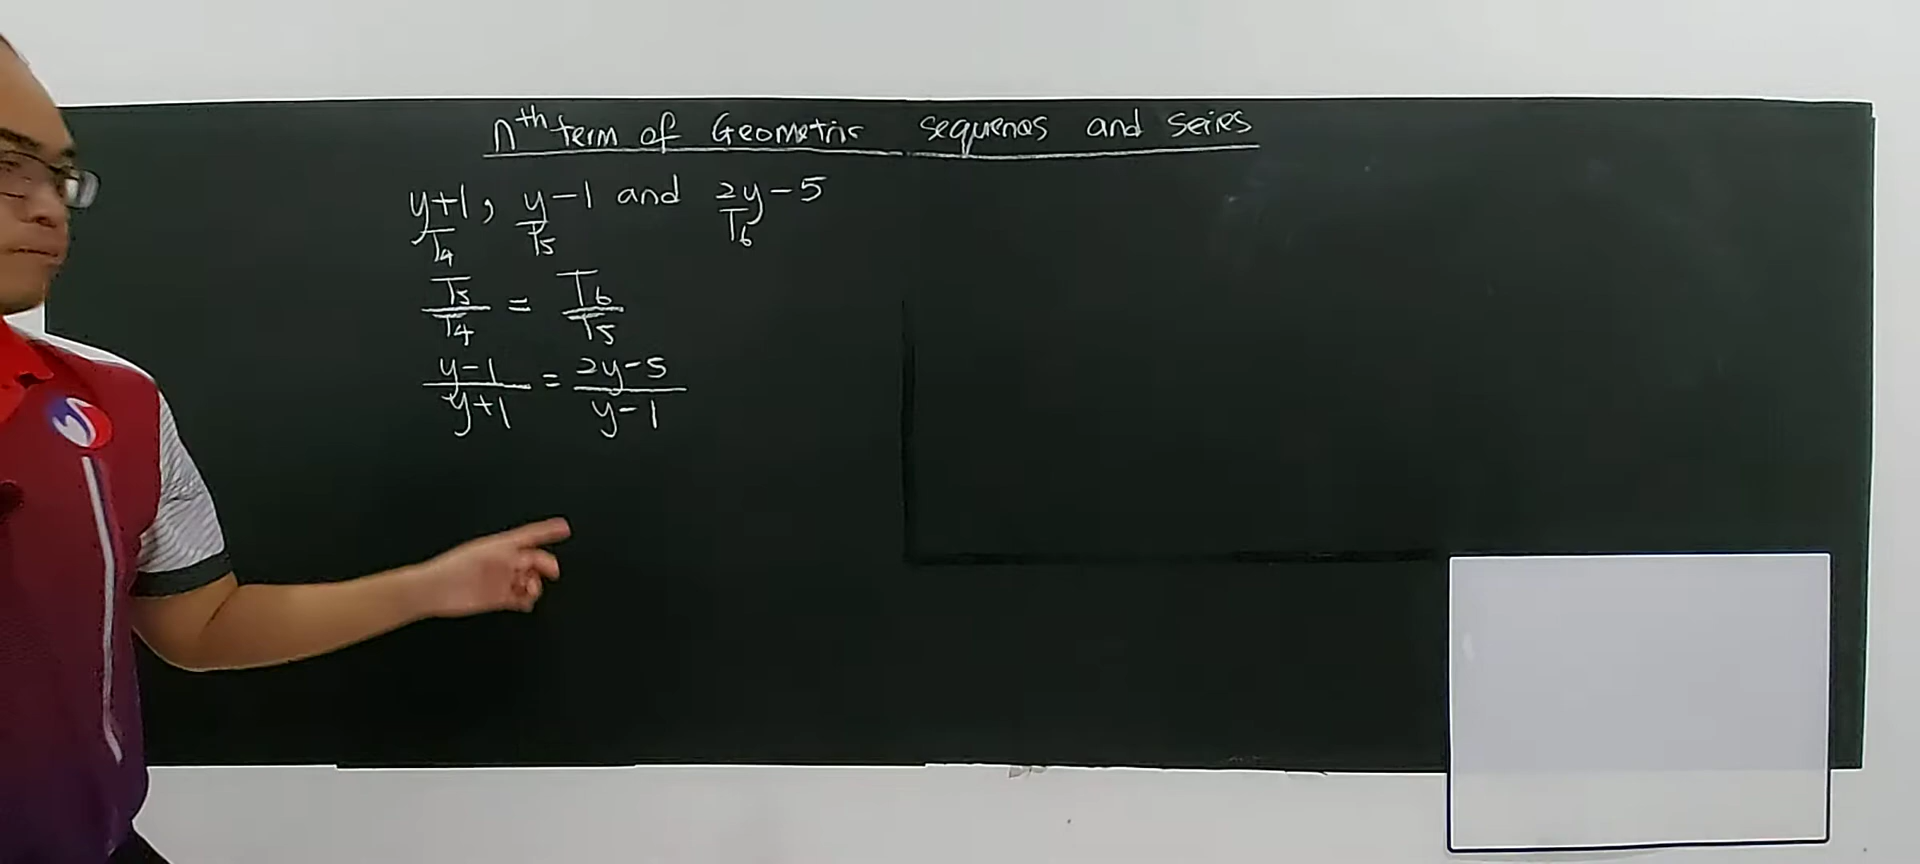 nth term of Geometric sequences and Seires
y+1, y-1 and 2y-5
T4 T5 T6
T5/T4 = T6/T5
y-1/y+1 = 2y-5/y-1